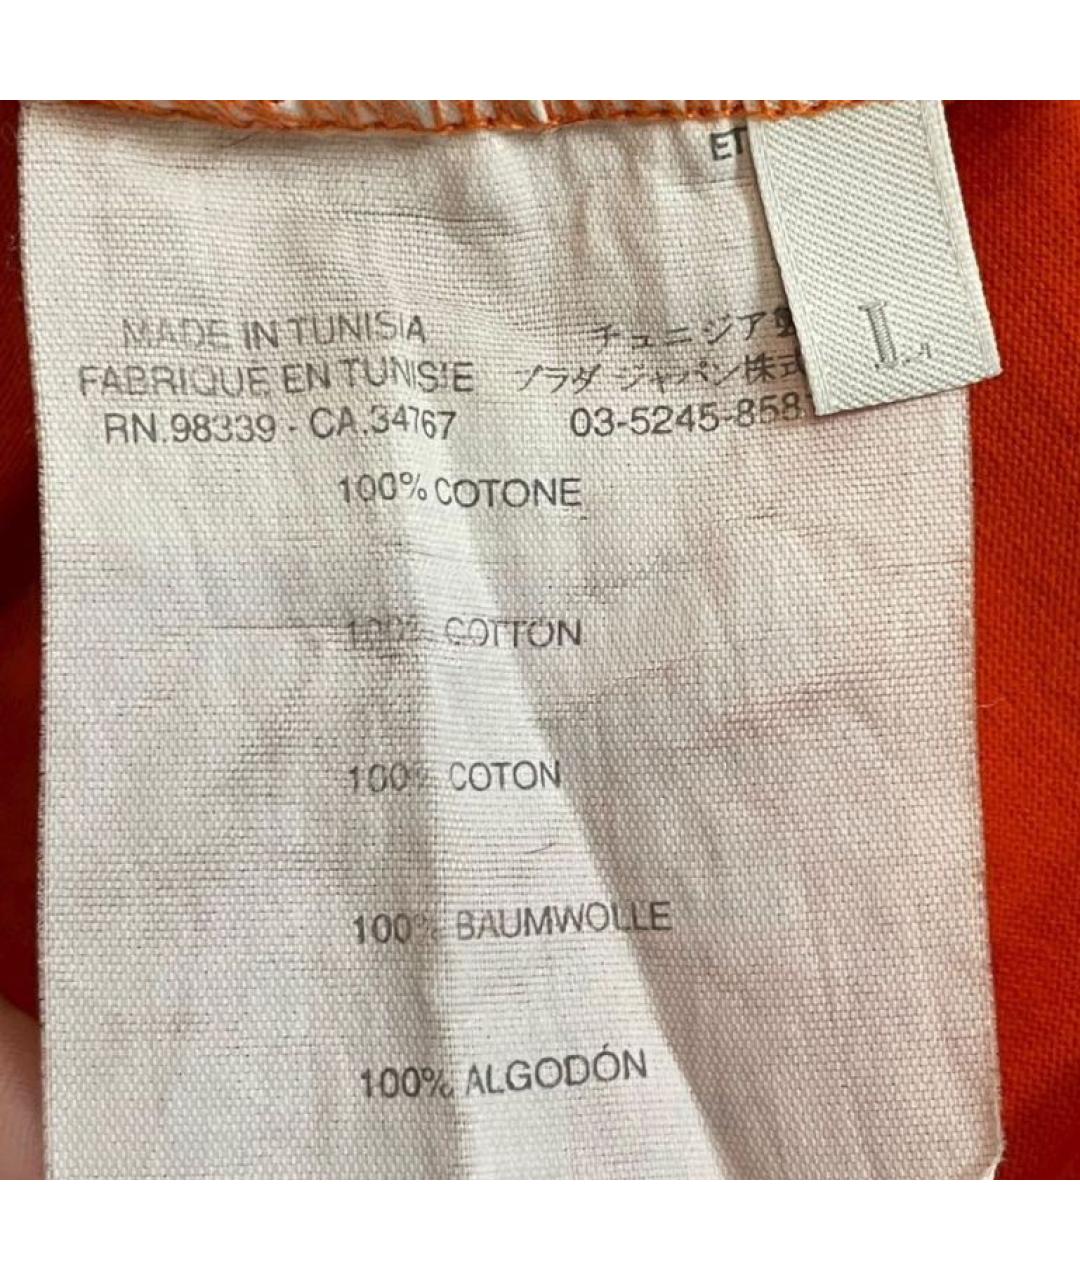 ET
L
MADE IN TUNISIA
FABRIQUÉ EN TUNISIE
RN.98339 - CA.34767
チュニジア
プラダ ジャパン株式
03-5245-858
100% COTONE
100% COTTON
100% COTON
100% BAUMWOLLE
100% ALGODÓN